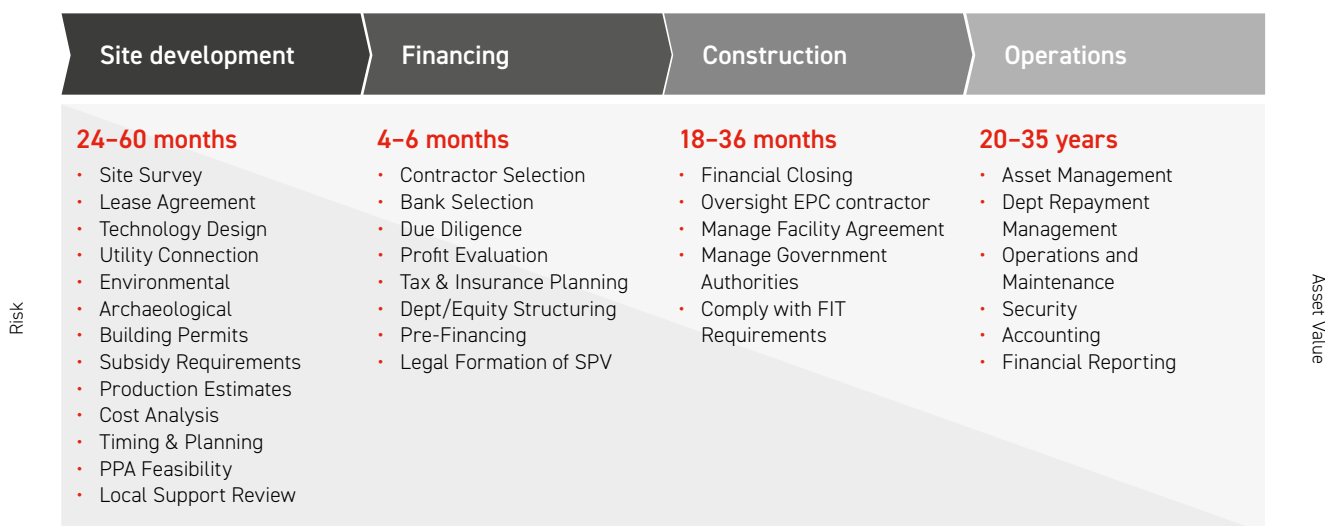 Site development
Financing
Construction
Operations
Risk
24–60 months
• Site Survey
• Lease Agreement
• Technology Design
• Utility Connection
• Environmental
• Archaeological
• Building Permits
• Subsidy Requirements
• Production Estimates
• Cost Analysis
• Timing & Planning
• PPA Feasibility
• Local Support Review
4–6 months
• Contractor Selection
• Bank Selection
• Due Diligence
• Profit Evaluation
• Tax & Insurance Planning
• Dept/Equity Structuring
• Pre-Financing
• Legal Formation of SPV
18–36 months
• Financial Closing
• Oversight EPC contractor
• Manage Facility Agreement
• Manage Government
Authorities
• Comply with FIT
Requirements
20–35 years
• Asset Management
• Dept Repayment
Management
• Operations and
Maintenance
• Security
• Accounting
• Financial Reporting
Asset Value